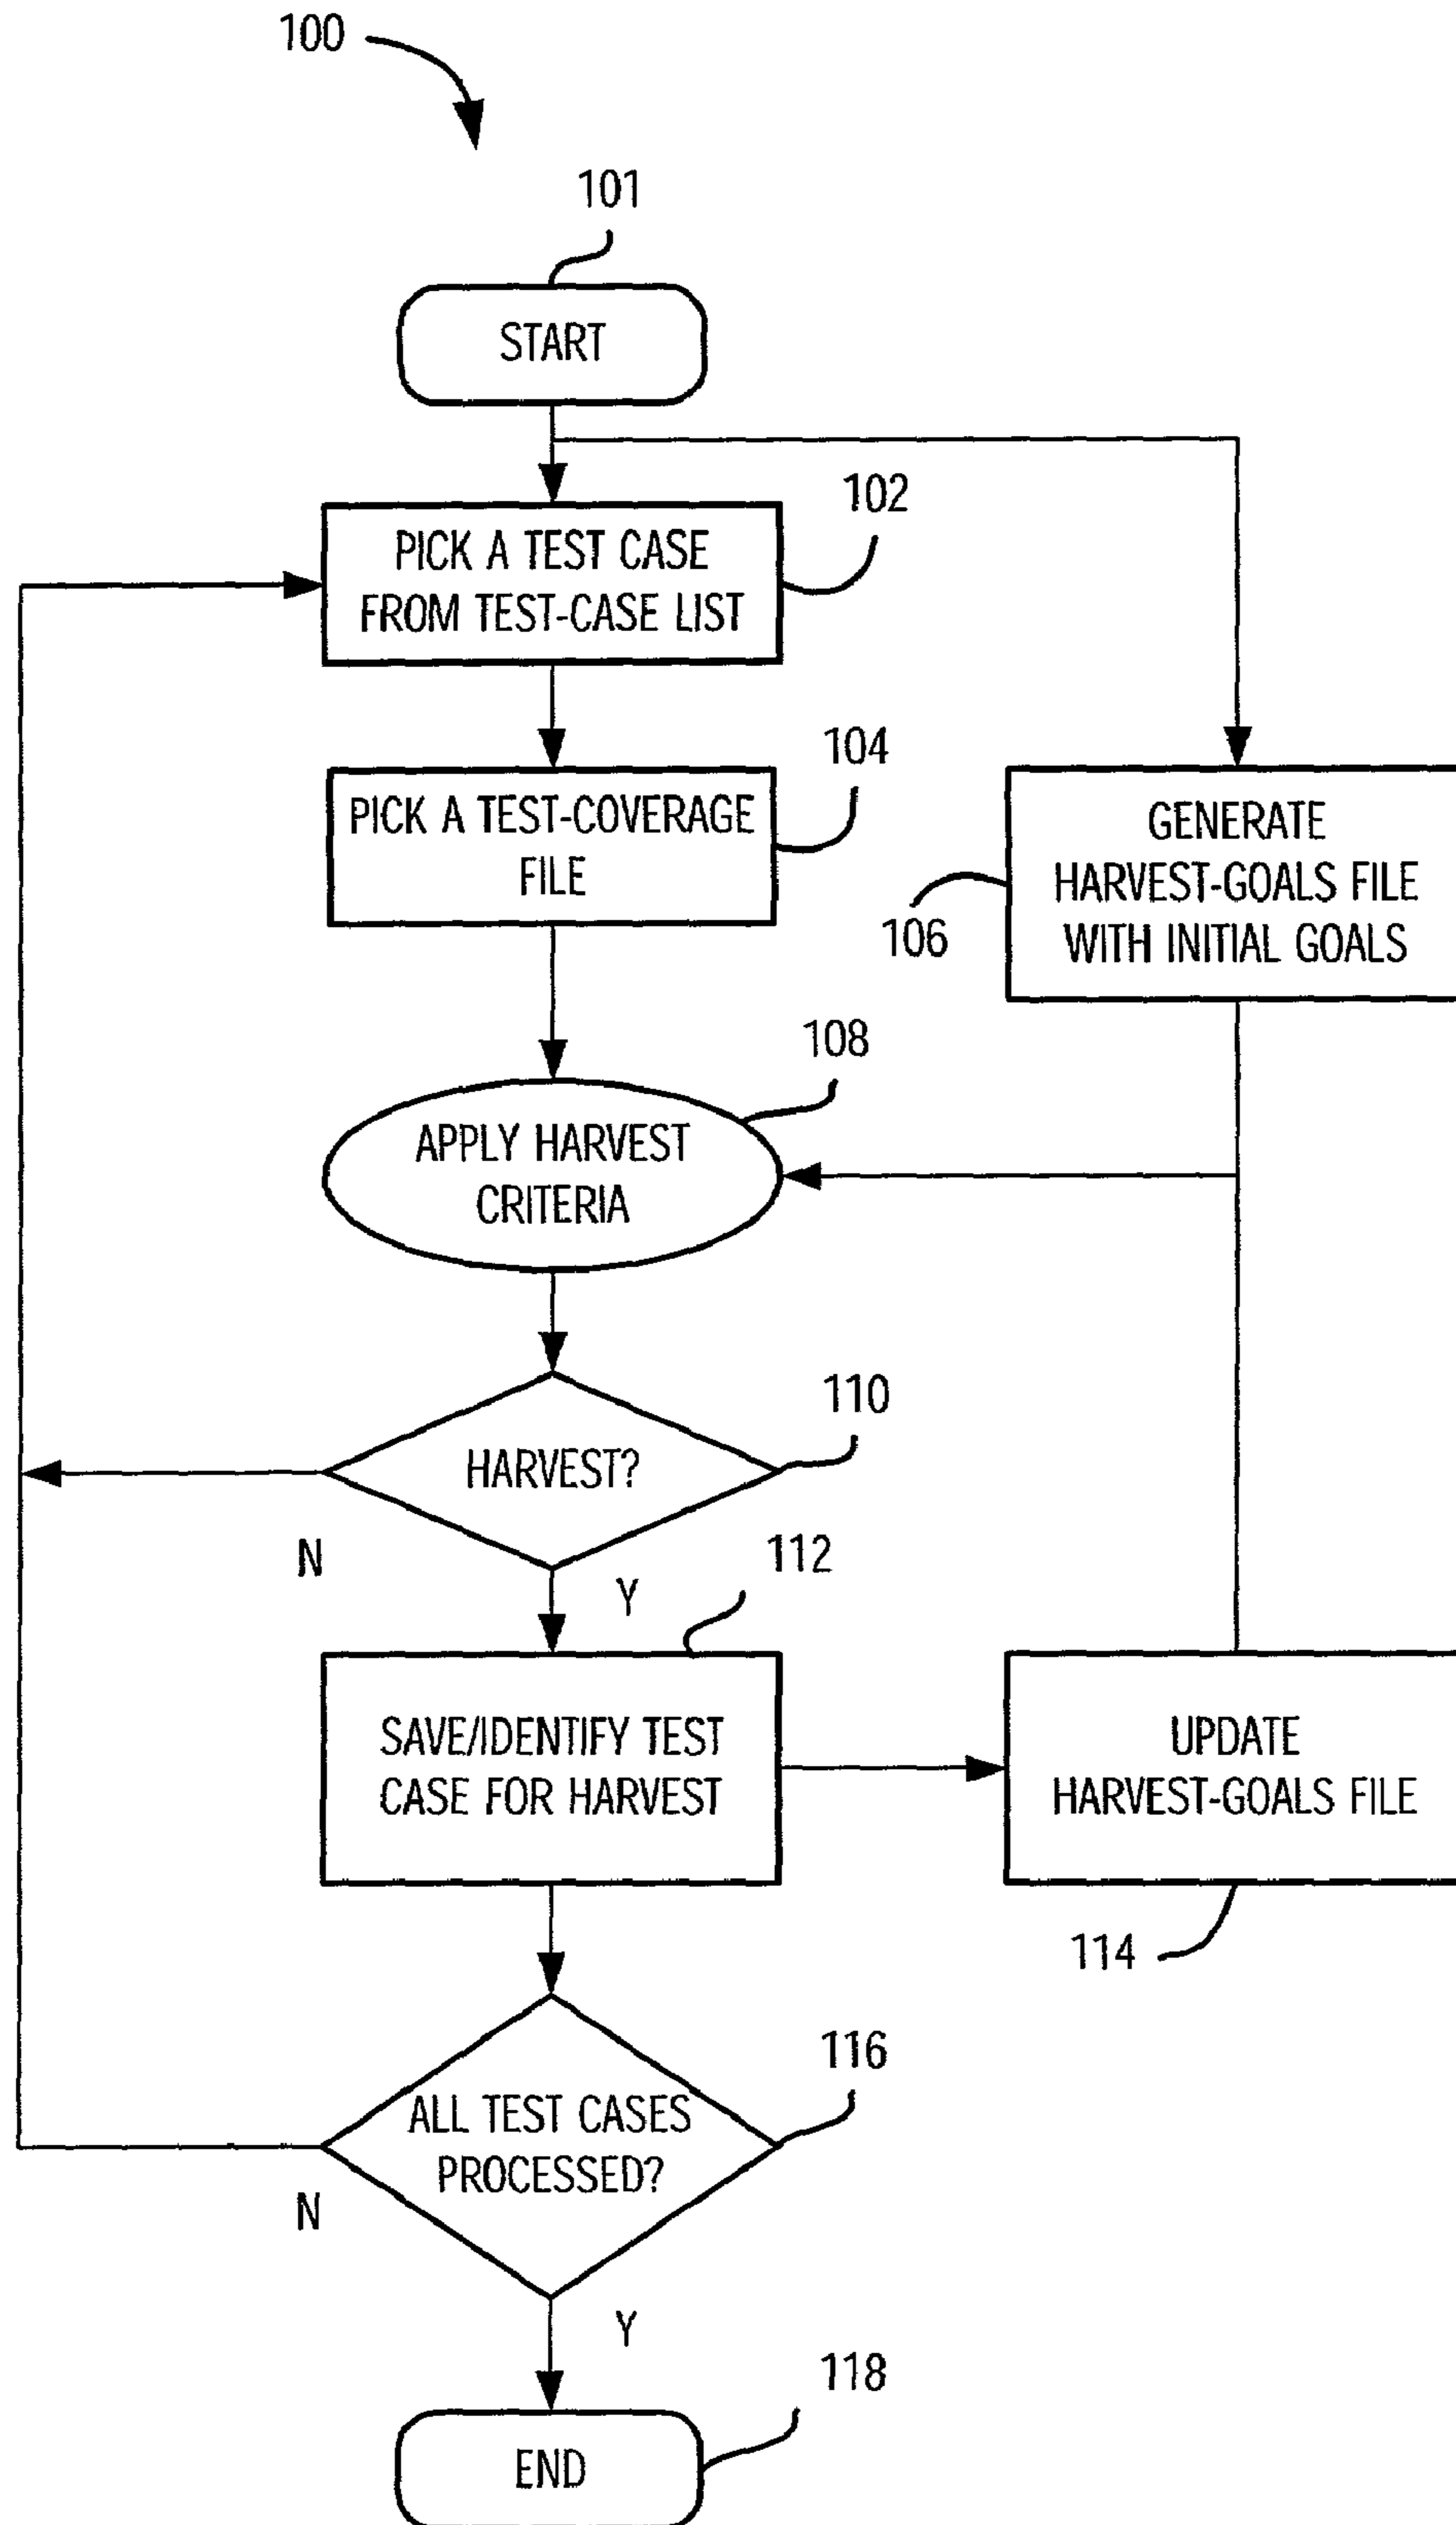 100
101
START
102
PICK A TEST CASE
FROM TEST-CASE LIST
104
PICK A TEST-COVERAGE
FILE
GENERATE
HARVEST-GOALS FILE
WITH INITIAL GOALS
106
108
APPLY HARVEST
CRITERIA
110
HARVEST?
N
Y
112
SAVE/IDENTIFY TEST
CASE FOR HARVEST
UPDATE
HARVEST-GOALS FILE
114
116
ALL TEST CASES
PROCESSED?
N
Y
118
END